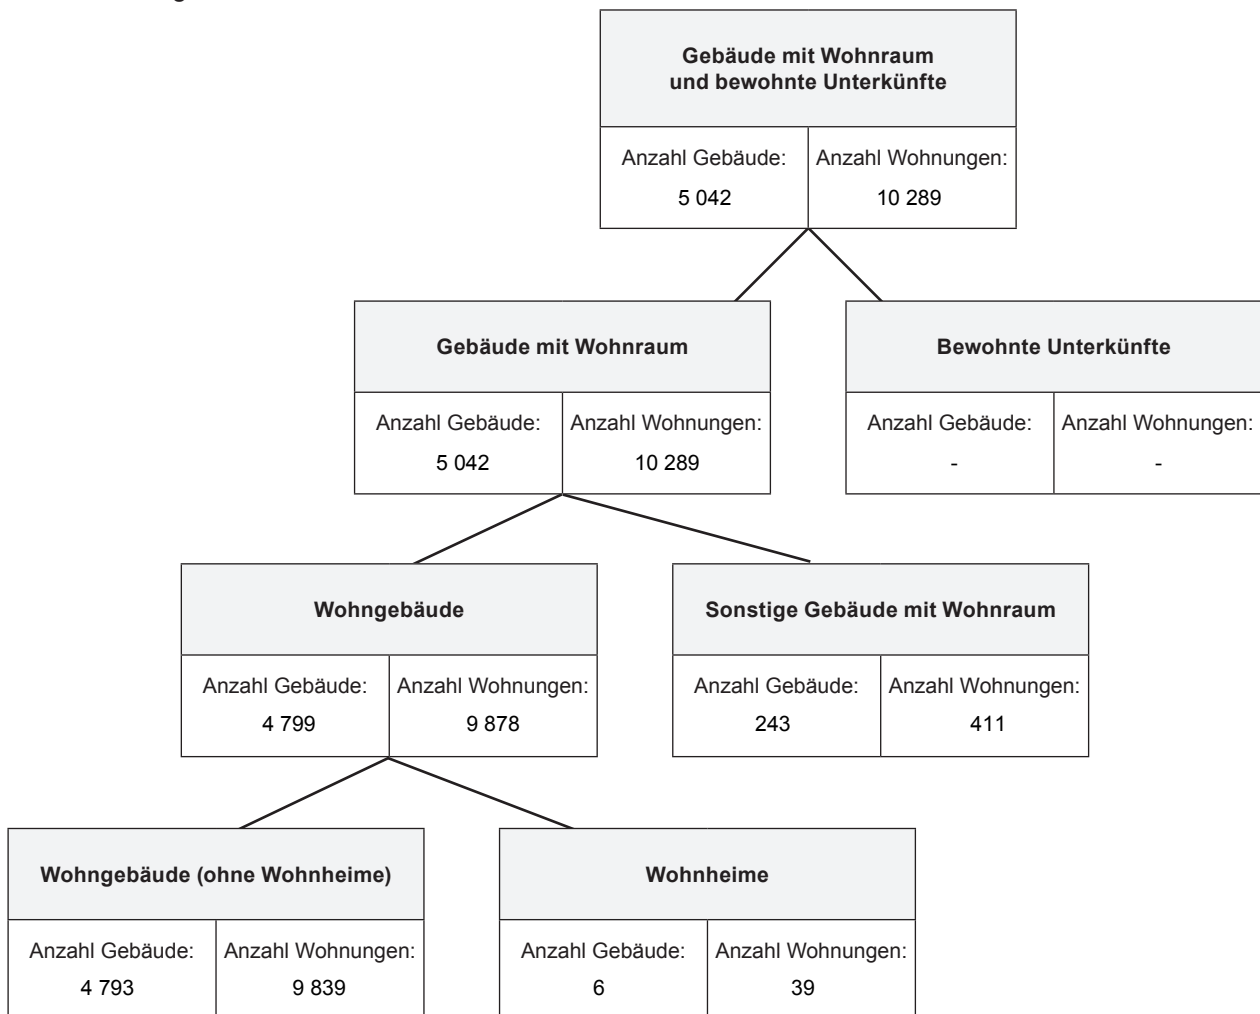 Gebäude mit Wohnraum
und bewohnte Unterkünfte
Anzahl Gebäude: Anzahl Wohnungen:
5 042 10 289
Gebäude mit Wohnraum
Anzahl Gebäude: Anzahl Wohnungen:
5 042 10 289
Bewohnte Unterkünfte
Anzahl Gebäude: Anzahl Wohnungen:
- -
Wohngebäude
Anzahl Gebäude: Anzahl Wohnungen:
4 799 9 878
Sonstige Gebäude mit Wohnraum
Anzahl Gebäude: Anzahl Wohnungen:
243 411
Wohngebäude (ohne Wohnheime)
Anzahl Gebäude: Anzahl Wohnungen:
4 793 9 839
Wohnheime
Anzahl Gebäude: Anzahl Wohnungen:
6 39